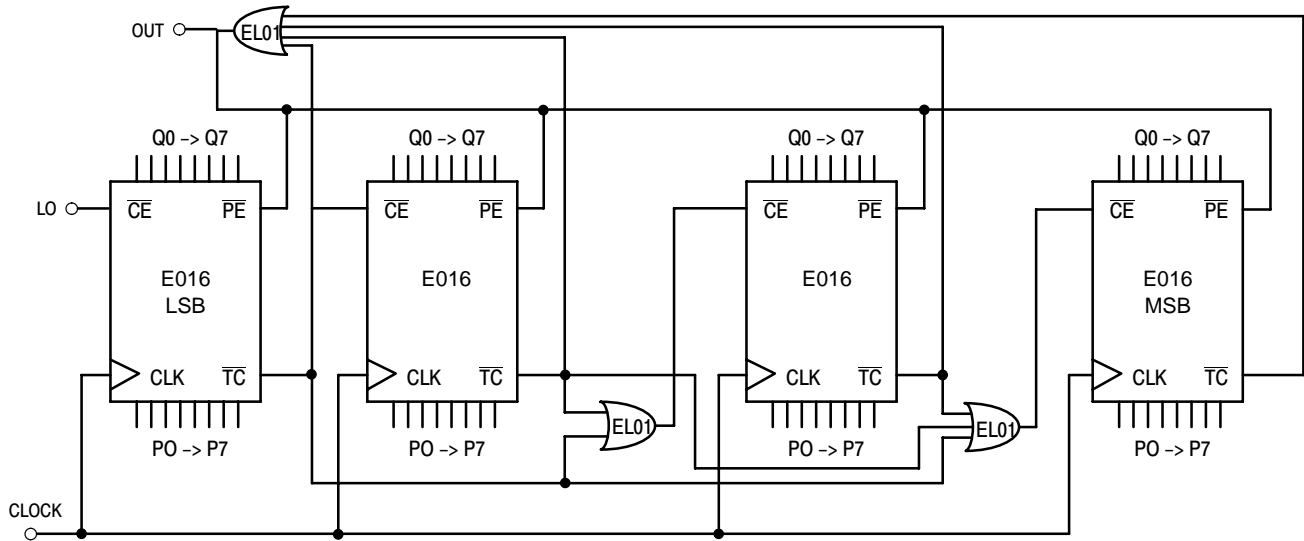 OUT
EL01
Q0 –> Q7
Q0 –> Q7
Q0 –> Q7
Q0 –> Q7
LO
CE
PE
CE
PE
CE
PE
CE
PE
E016
LSB
E016
E016
E016
MSB
CLK
TC
CLK
TC
CLK
TC
CLK
TC
EL01
EL01
PO –> P7
PO –> P7
PO –> P7
PO –> P7
CLOCK